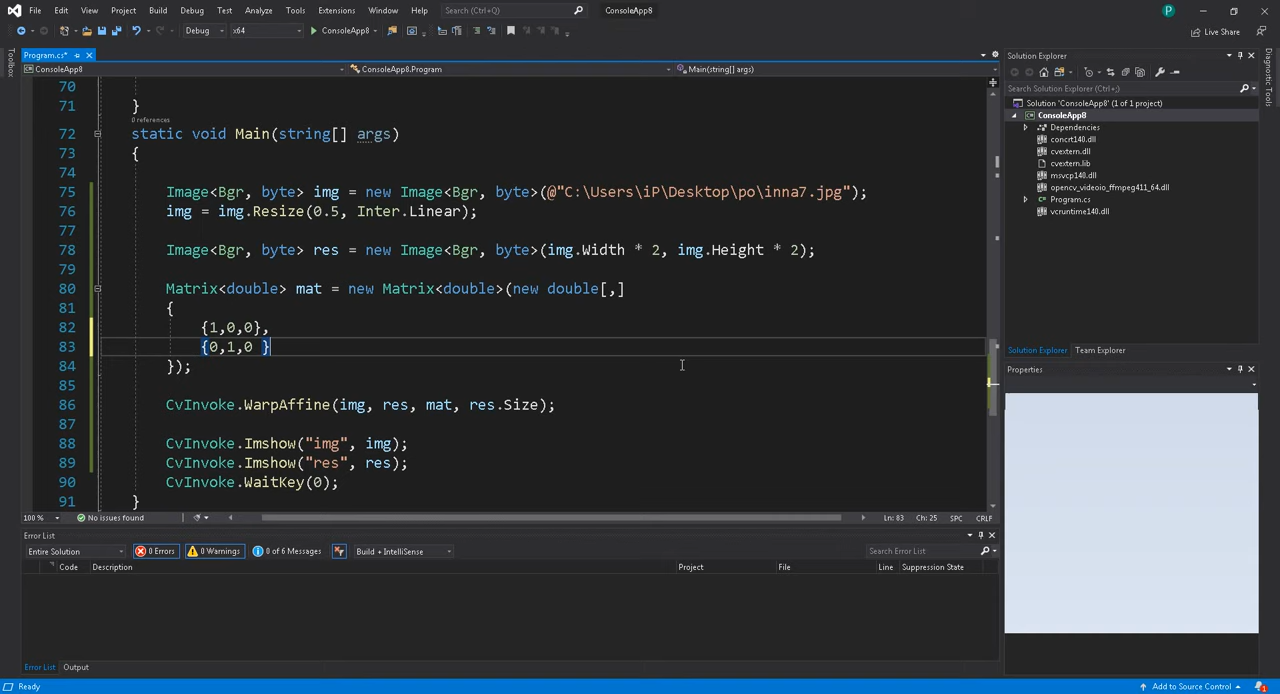 File Edit View Project Build Debug Test Analyze Tools Extensions Window Help Search (Ctrl+Q) ConsoleApp8 P
Debug x64 ConsoleApp8 Live Share
Toolbox
Program.cs*
ConsoleApp8 ConsoleApp8.Program Main(string[] args)
70
71 }
0 references
72 static void Main(string[] args)
73 {
74
75 Image<Bgr, byte> img = new Image<Bgr, byte>(@"C:\Users\iP\Desktop\po\inna7.jpg");
76 img = img.Resize(0.5, Inter.Linear);
77
78 Image<Bgr, byte> res = new Image<Bgr, byte>(img.Width * 2, img.Height * 2);
79
80 Matrix<double> mat = new Matrix<double>(new double[,]
81 {
82 {1,0,0},
83 {0,1,0 }
84 });
85
86 CvInvoke.WarpAffine(img, res, mat, res.Size);
87
88 CvInvoke.Imshow("img", img);
89 CvInvoke.Imshow("res", res);
90 CvInvoke.WaitKey(0);
91 }
100 % No issues found Ln: 83 Ch: 25 SPC CRLF
Error List
Entire Solution 0 Errors 0 Warnings 0 of 6 Messages Build + IntelliSense Search Error List
Code Description Project File Line Suppression State
Error List Output
Solution Explorer
Search Solution Explorer (Ctrl+;)
Solution 'ConsoleApp8' (1 of 1 project)
ConsoleApp8
Dependencies
concrt140.dll
cvextern.dll
cvextern.lib
msvcp140.dll
opencv_videoio_ffmpeg411_64.dll
Program.cs
vcruntime140.dll
Solution Explorer Team Explorer
Properties
Diagnostic Tools
Ready Add to Source Control 1